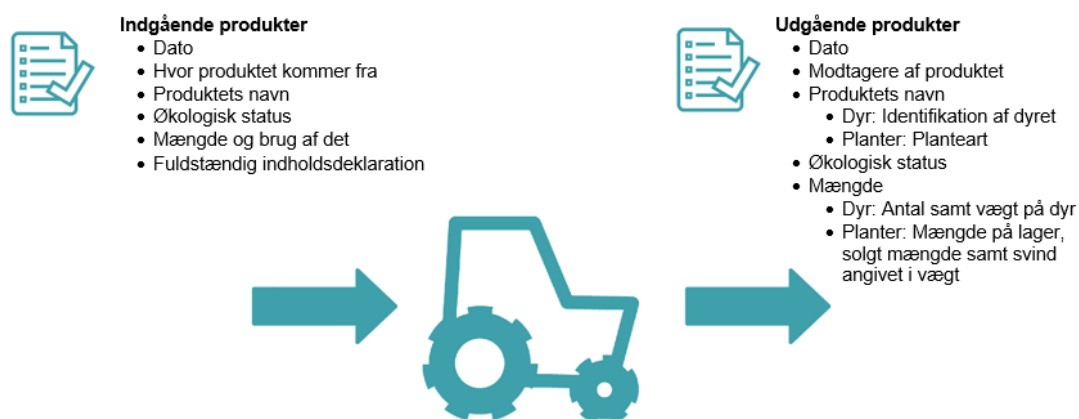 Indgående produkter
• Dato
• Hvor produktet kommer fra
• Produktets navn
• Økologisk status
• Mængde og brug af det
• Fuldstændig indholdsdeklaration
Udgående produkter
• Dato
• Modtagere af produktet
• Produktets navn
• Dyr: Identifikation af dyret
• Planter: Planteart
• Økologisk status
• Mængde
• Dyr: Antal samt vægt på dyr
• Planter: Mængde på lager,
solgt mængde samt svind
angivet i vægt